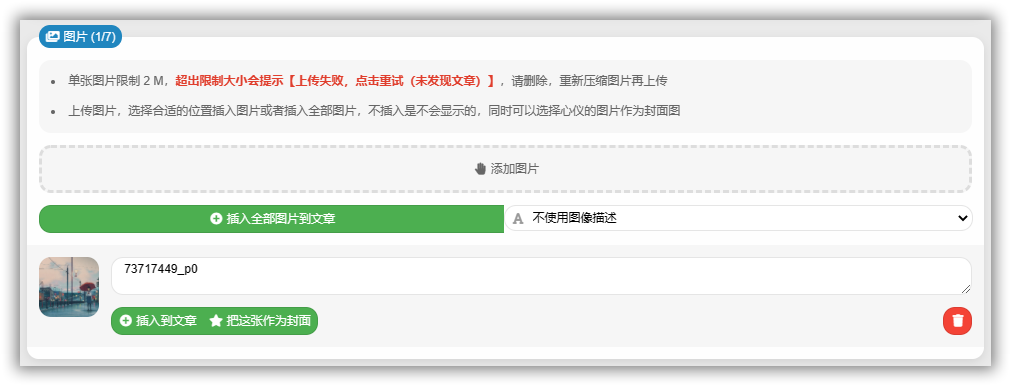 图片 (1/7)
单张图片限制 2 M，超出限制大小会提示【上传失败，点击重试（未发现文章）】，请删除，重新压缩图片再上传
上传图片，选择合适的位置插入图片或者插入全部图片，不插入是不会显示的，同时可以选择心仪的图片作为封面图
添加图片
插入全部图片到文章
A 不使用图像描述
73717449_p0
插入到文章 把这张作为封面